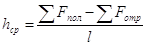 h_ср = (∑F_пол − ∑F_отр) / l